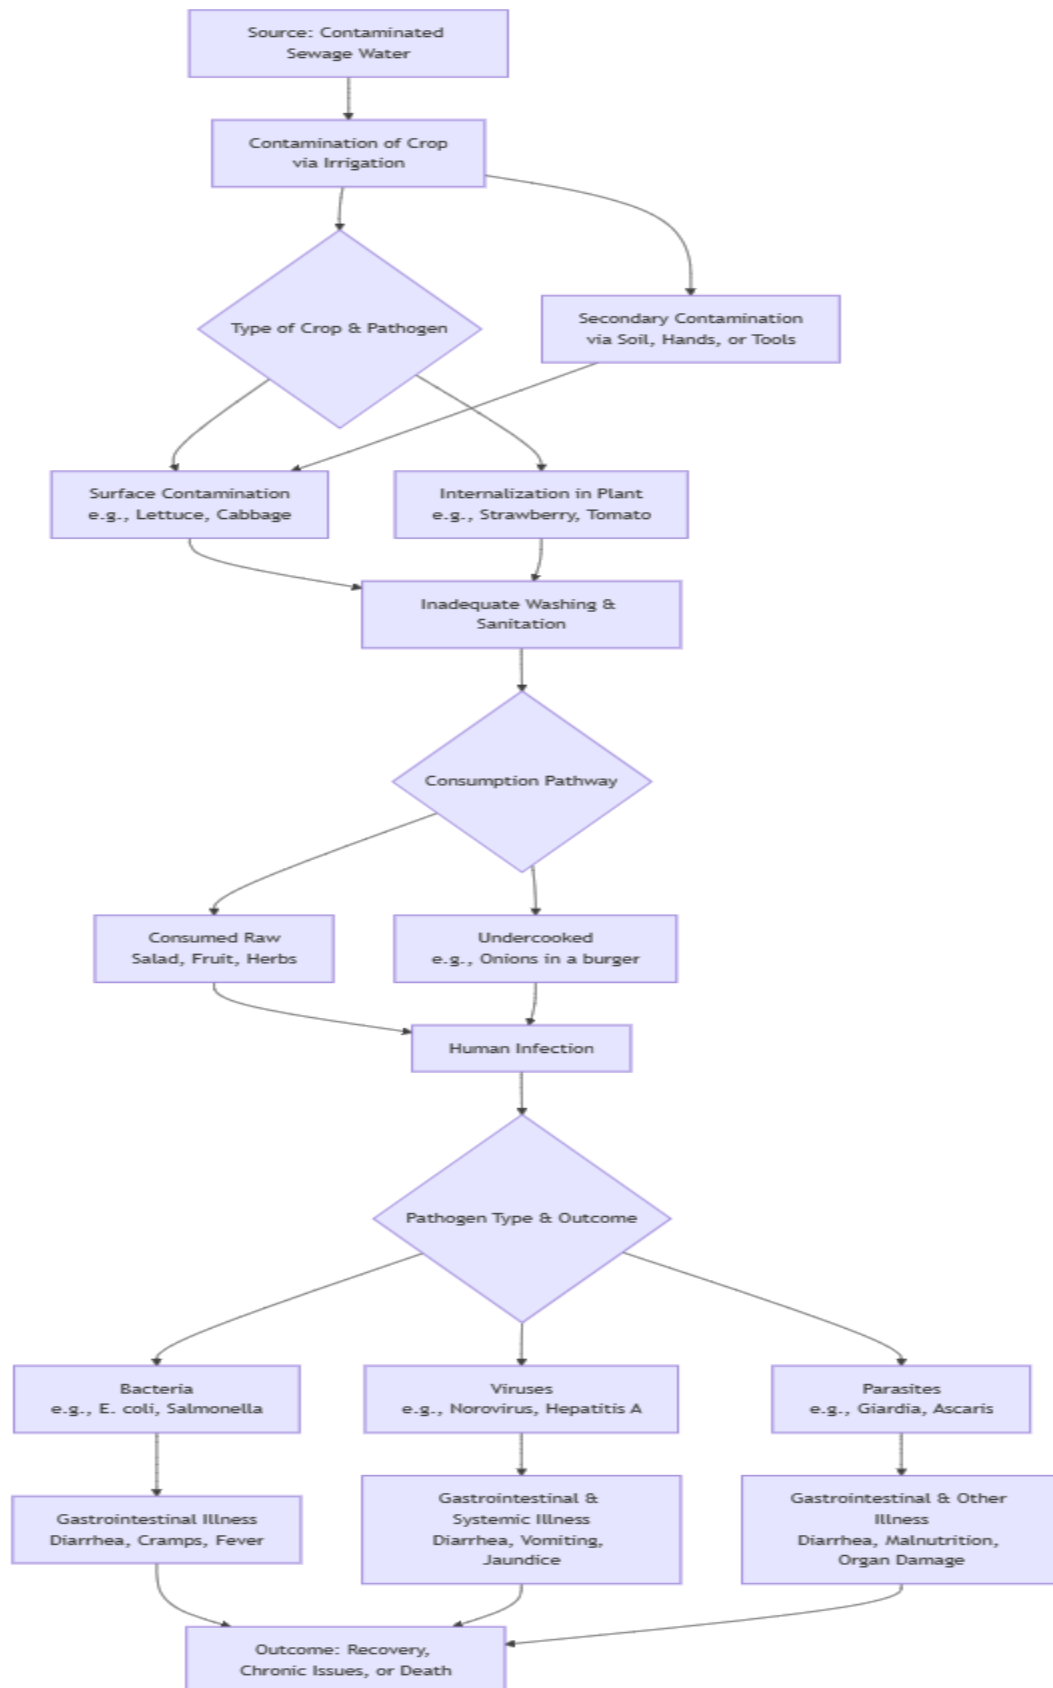 Source: Contaminated
Sewage Water
Contamination of Crop
via Irrigation
Type of Crop & Pathogen
Secondary Contamination
via Soil, Hands, or Tools
Surface Contamination
e.g., Lettuce, Cabbage
Internalization in Plant
e.g., Strawberry, Tomato
Inadequate Washing &
Sanitation
Consumption Pathway
Consumed Raw
Salad, Fruit, Herbs
Undercooked
e.g., Onions in a burger
Human Infection
Pathogen Type & Outcome
Bacteria
e.g., E. coli, Salmonella
Viruses
e.g., Norovirus, Hepatitis A
Parasites
e.g., Giardia, Ascaris
Gastrointestinal Illness
Diarrhea, Cramps, Fever
Gastrointestinal &
Systemic Illness
Diarrhea, Vomiting,
Jaundice
Gastrointestinal & Other
Illness
Diarrhea, Malnutrition,
Organ Damage
Outcome: Recovery,
Chronic Issues, or Death